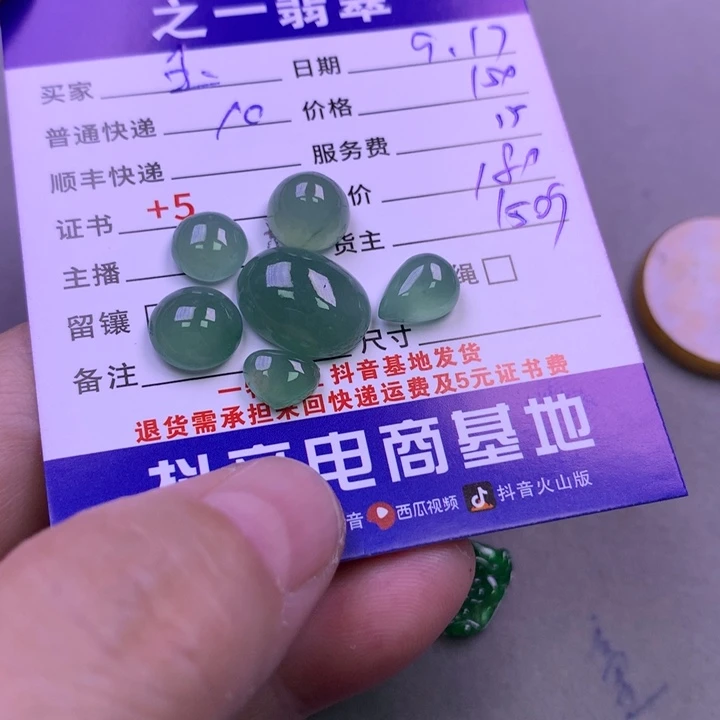 之一翡翠
买家 日期 9.17
普通快递 10 价格 150
顺丰快递 服务费 15
证书 +5 价 180
主播 货主 1509
留镶 绳
备注 尺寸
抖音基地发货
退货需承担来回快递运费及5元证书费
抖音电商基地
音 西瓜视频 抖音火山版